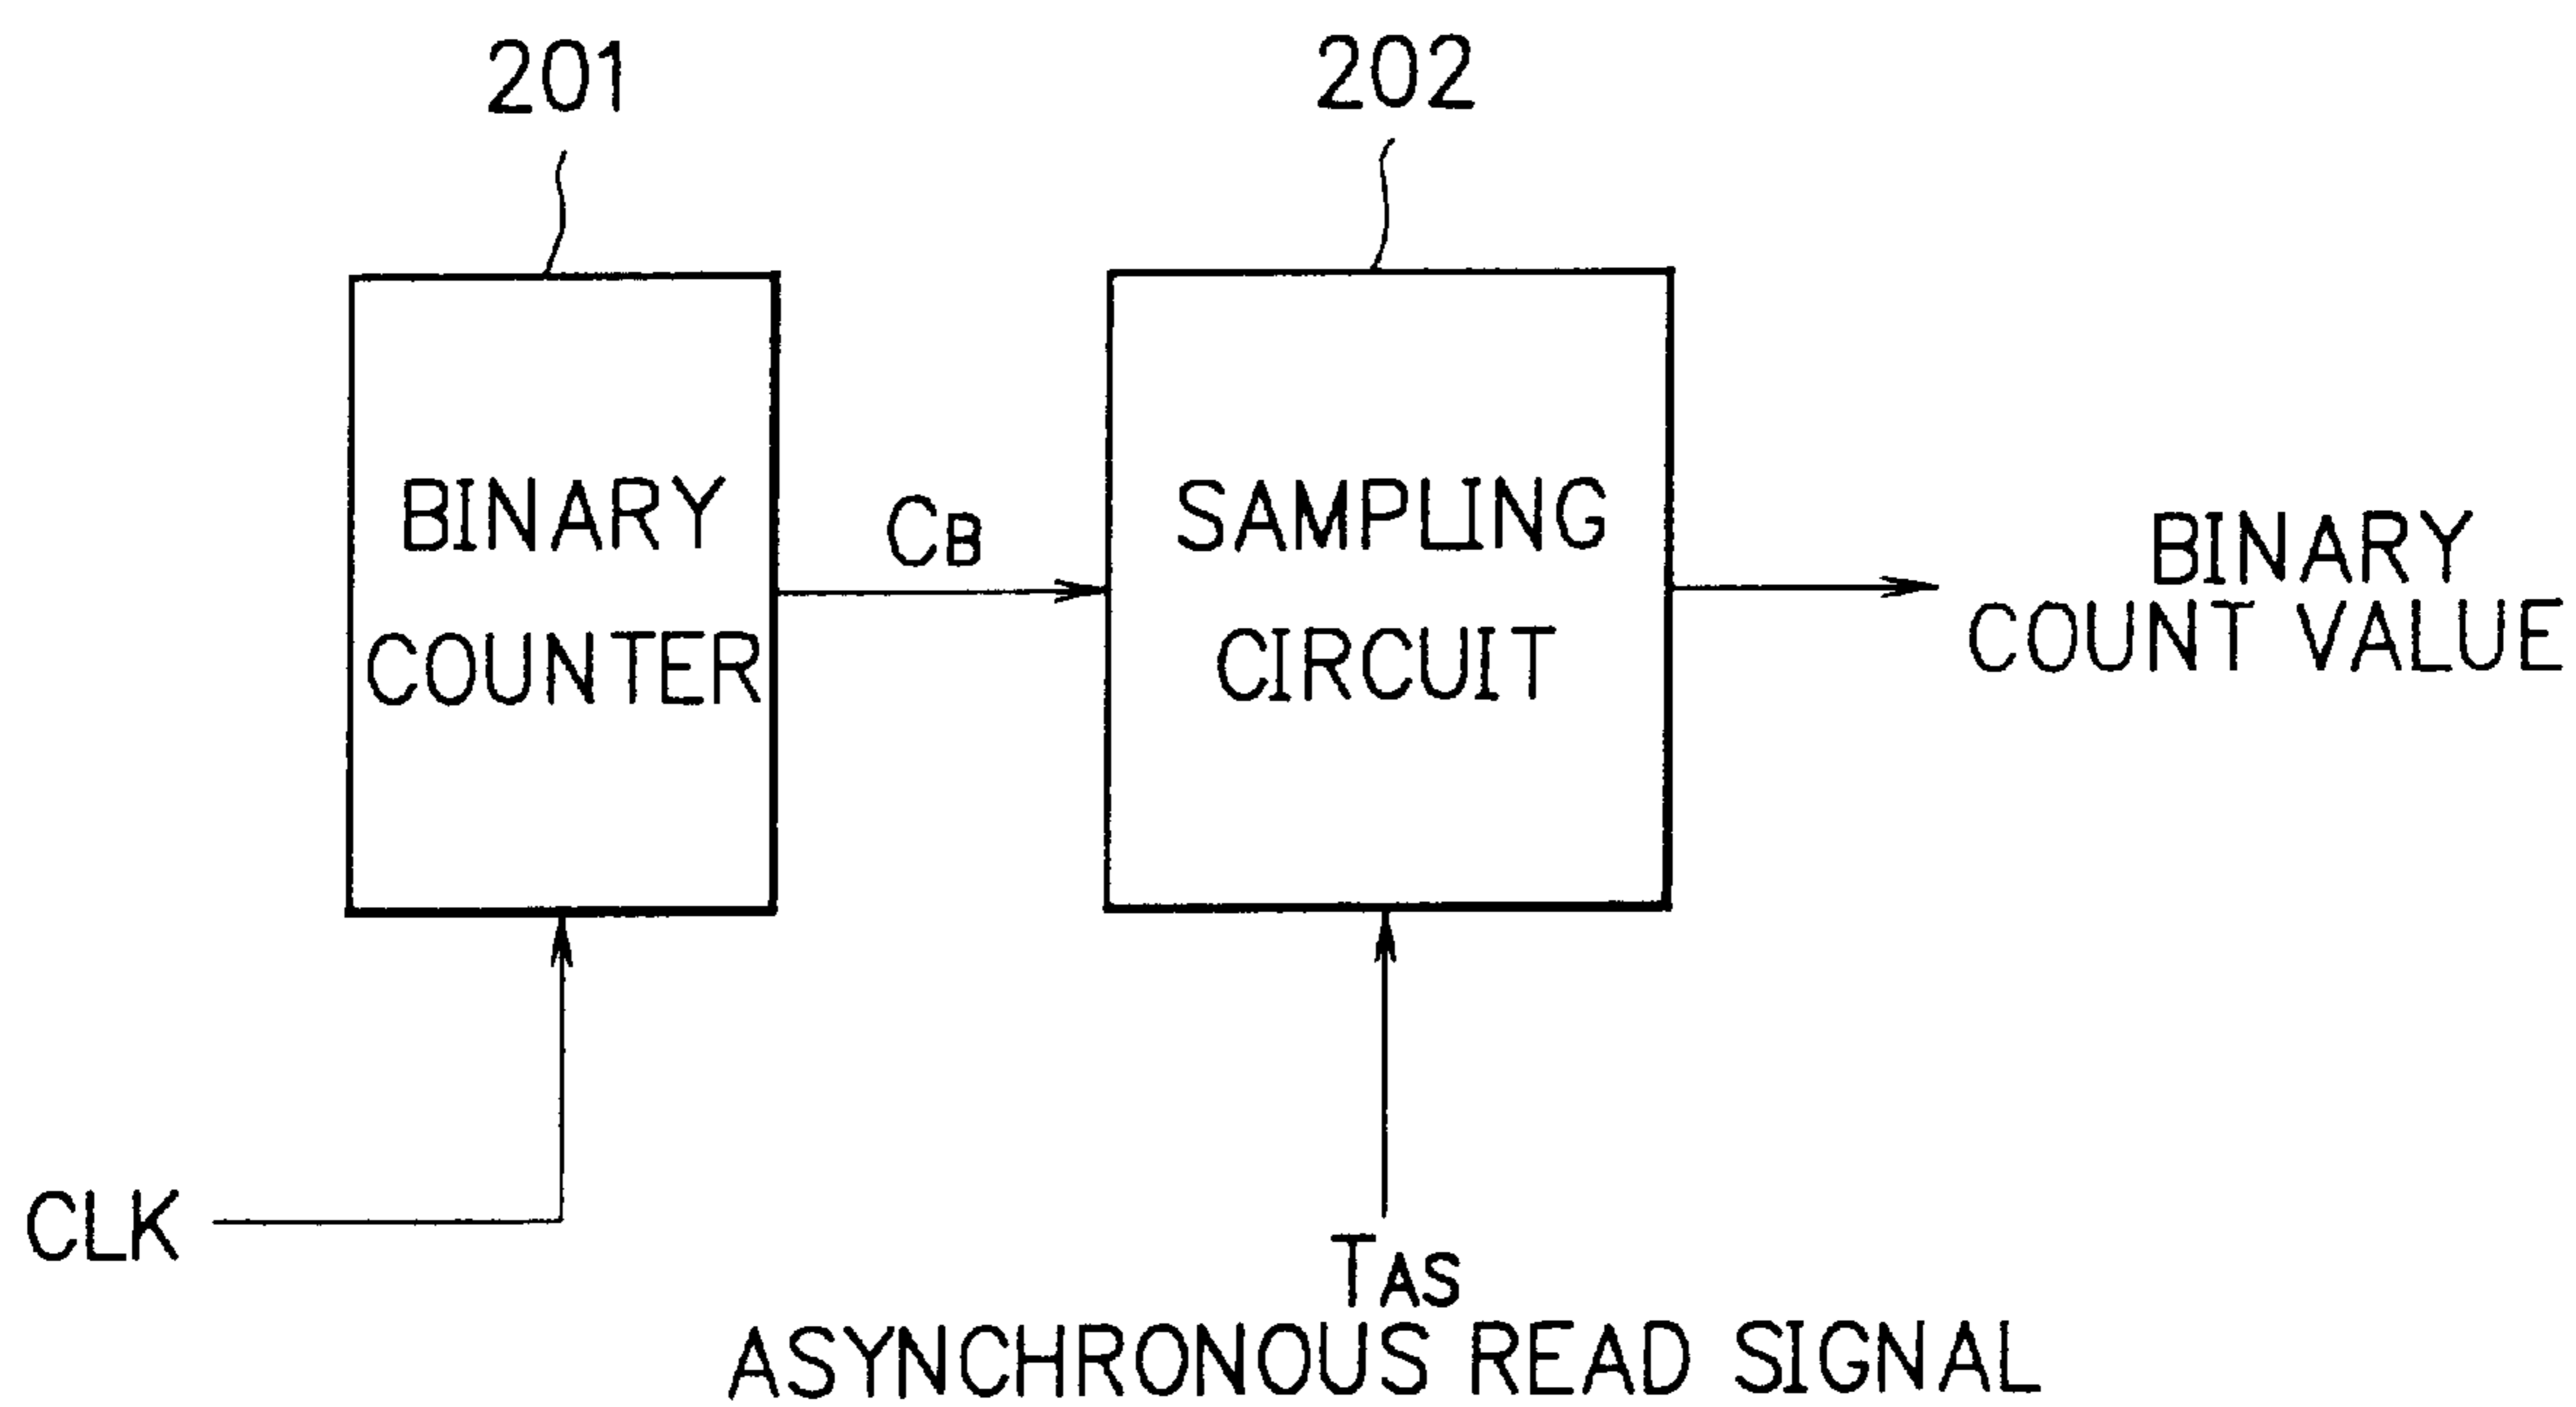 201
202
BINARY
COUNTER
CB
SAMPLING
CIRCUIT
BINARY
COUNT VALUE
CLK
TAS
ASYNCHRONOUS READ SIGNAL